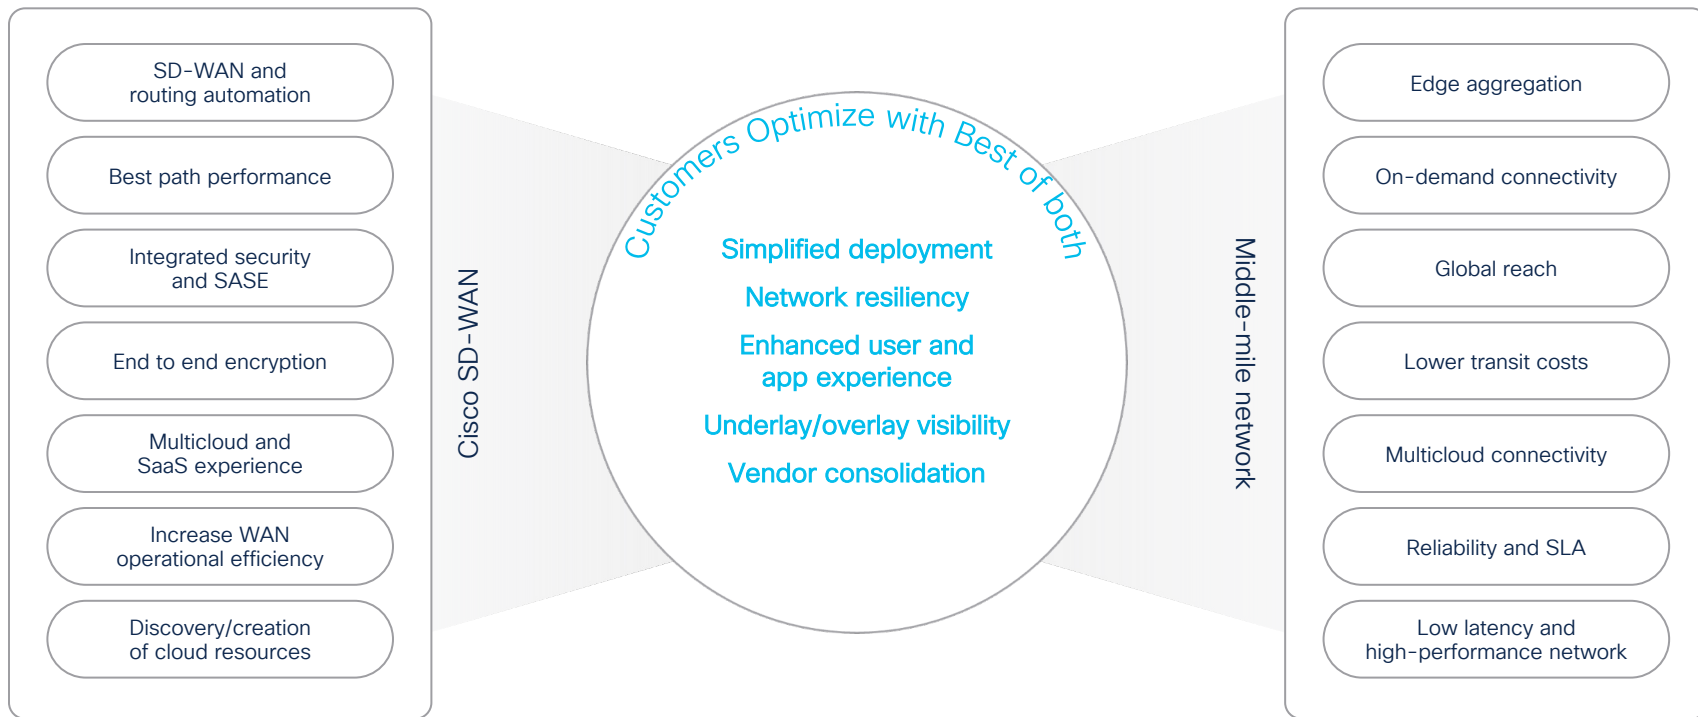 SD-WAN and
routing automation
Best path performance
Integrated security
and SASE
End to end encryption
Multicloud and
SaaS experience
Increase WAN
operational efficiency
Discovery/creation
of cloud resources
Cisco SD-WAN
Customers Optimize with Best of both
Simplified deployment
Network resiliency
Enhanced user and
app experience
Underlay/overlay visibility
Vendor consolidation
Middle-mile network
Edge aggregation
On-demand connectivity
Global reach
Lower transit costs
Multicloud connectivity
Reliability and SLA
Low latency and
high-performance network